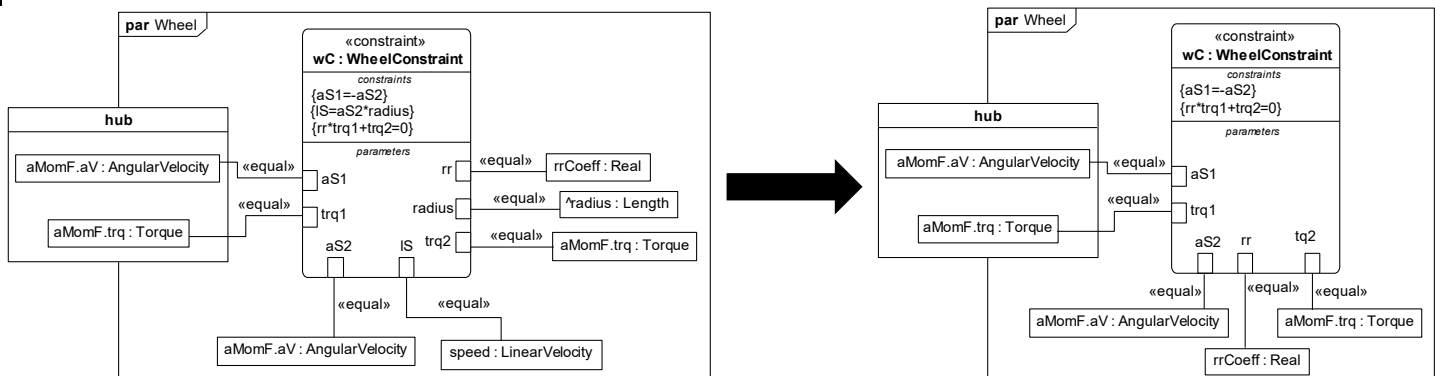 par Wheel
«constraint»
wC : WheelConstraint
constraints
{aS1=-aS2}
{lS=aS2*radius}
{rr*trq1+trq2=0}
parameters
hub
aMomF.aV : AngularVelocity
«equal»
aS1
aMomF.trq : Torque
«equal»
trq1
rr
«equal»
rrCoeff : Real
radius
«equal»
^radius : Length
trq2
«equal»
aMomF.trq : Torque
aS2
lS
«equal»
«equal»
aMomF.aV : AngularVelocity
speed : LinearVelocity
par Wheel
«constraint»
wC : WheelConstraint
constraints
{aS1=-aS2}
{rr*trq1+trq2=0}
parameters
hub
aMomF.aV : AngularVelocity
«equal»
aS1
aMomF.trq : Torque
«equal»
trq1
aS2
rr
tq2
«equal»
«equal»
«equal»
aMomF.aV : AngularVelocity
aMomF.trq : Torque
rrCoeff : Real